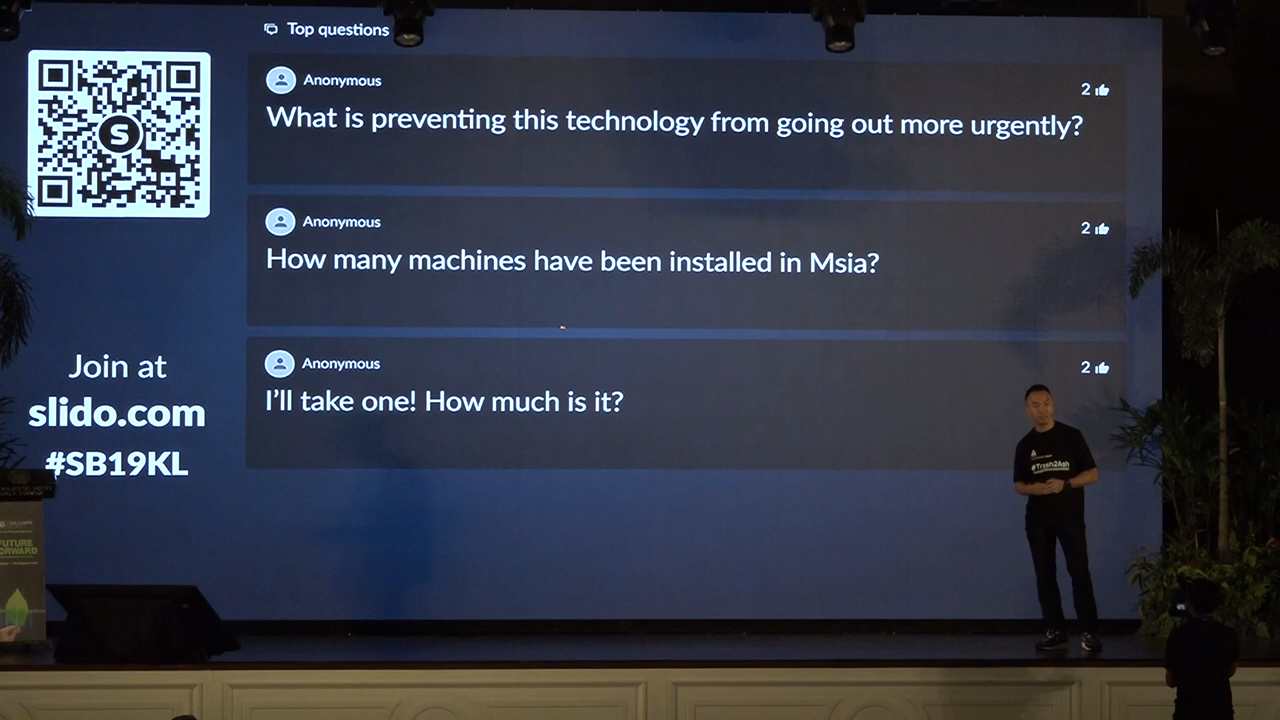 Top questions
Anonymous
2
What is preventing this technology from going out more urgently?
Anonymous
2
How many machines have been installed in Msia?
Anonymous
2
I'll take one! How much is it?
S
Join at
slido.com
#SB19KL
#Trash2Ash
FUTURE
FORWARD